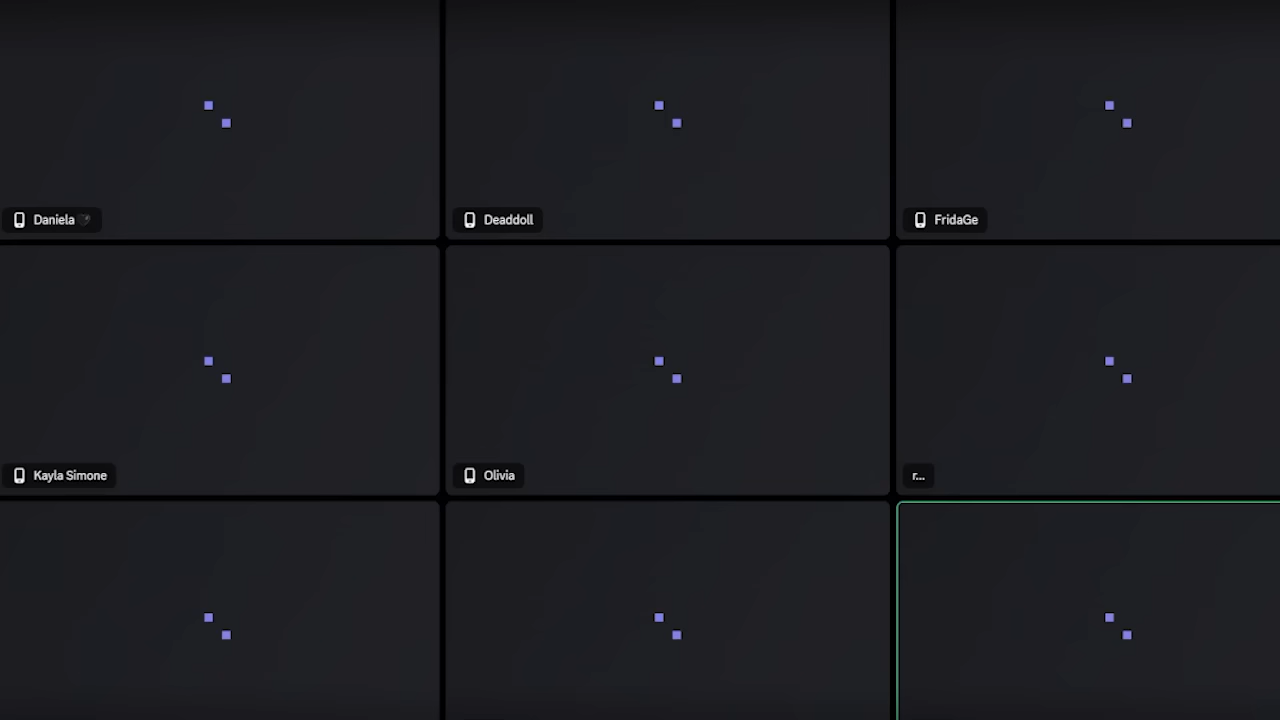 Daniela 🖤
Deaddoll
FridaGe
Kayla Simone
Olivia
r...